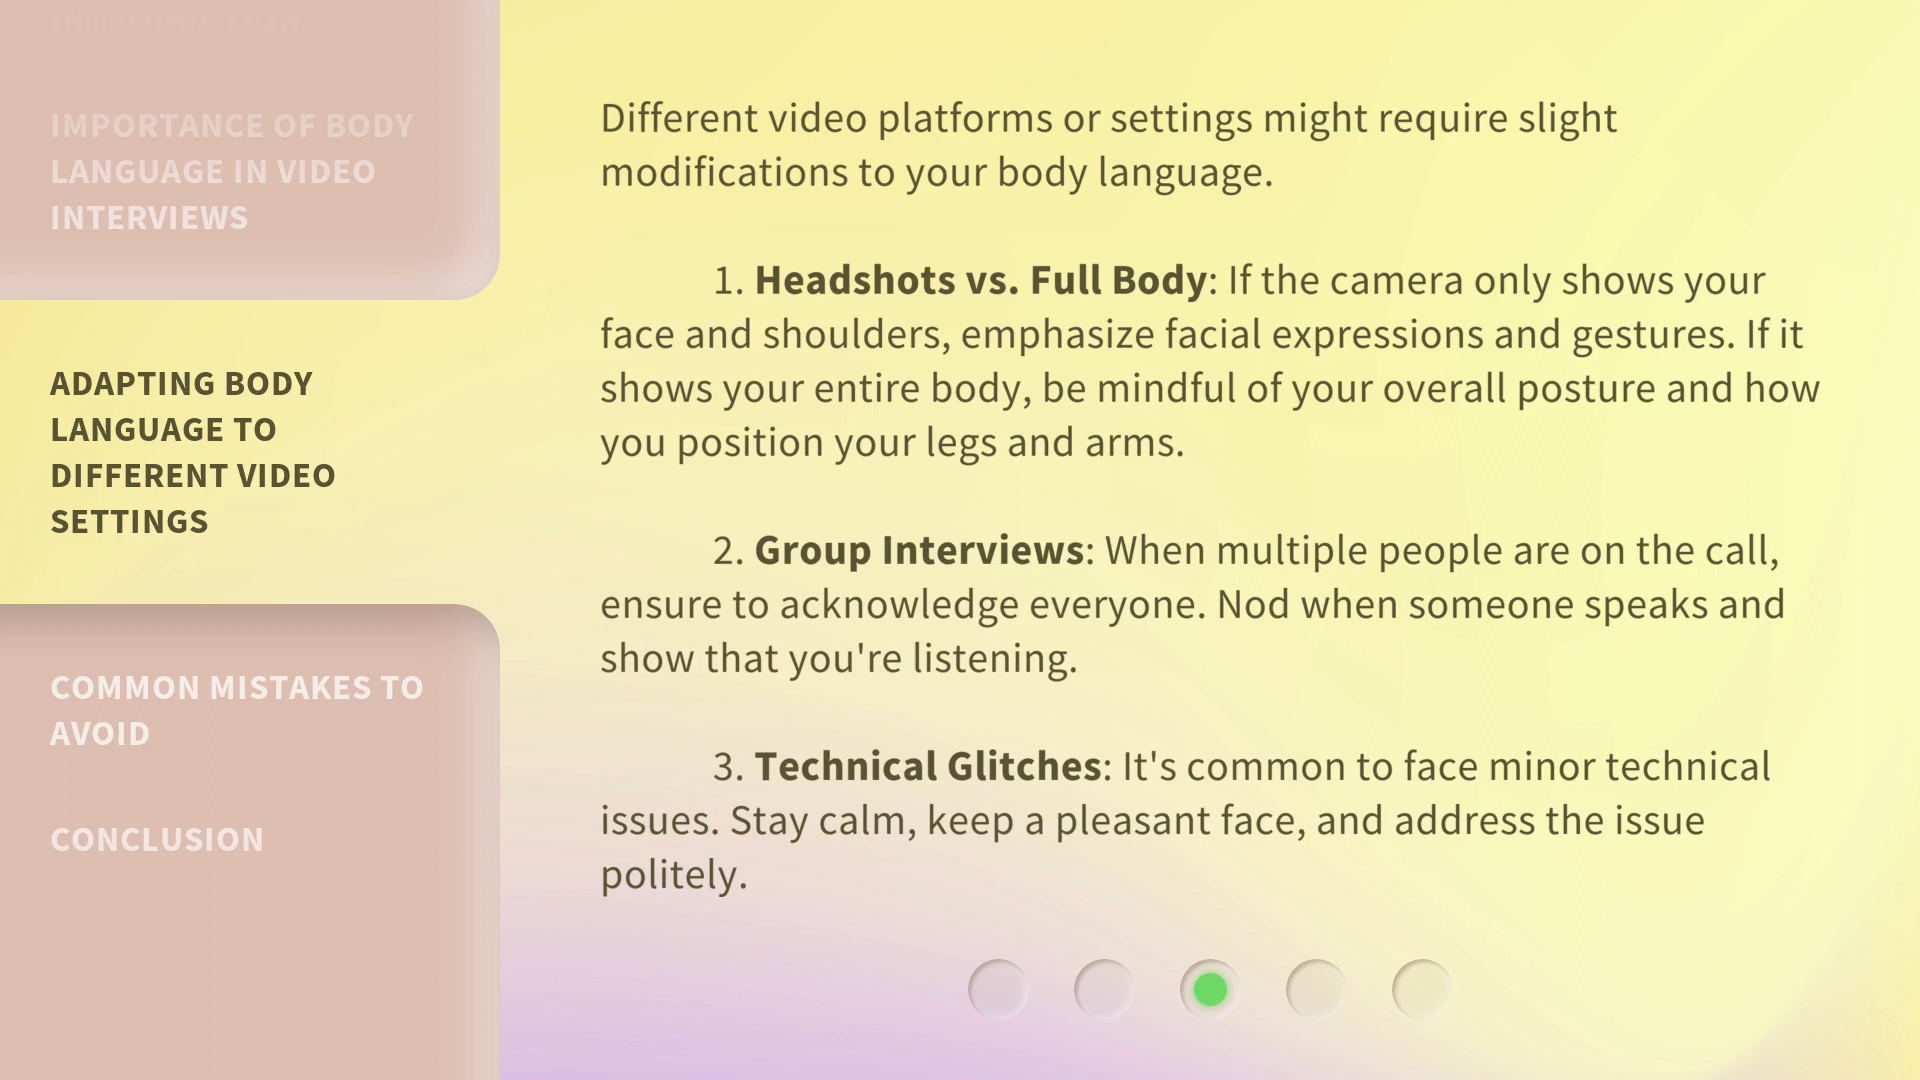 IMPORTANCE OF BODY
LANGUAGE IN VIDEO
INTERVIEWS
ADAPTING BODY
LANGUAGE TO
DIFFERENT VIDEO
SETTINGS
COMMON MISTAKES TO
AVOID
CONCLUSION
Different video platforms or settings might require slight
modifications to your body language.
1. Headshots vs. Full Body: If the camera only shows your
face and shoulders, emphasize facial expressions and gestures. If it
shows your entire body, be mindful of your overall posture and how
you position your legs and arms.
2. Group Interviews: When multiple people are on the call,
ensure to acknowledge everyone. Nod when someone speaks and
show that you're listening.
3. Technical Glitches: It's common to face minor technical
issues. Stay calm, keep a pleasant face, and address the issue
politely.